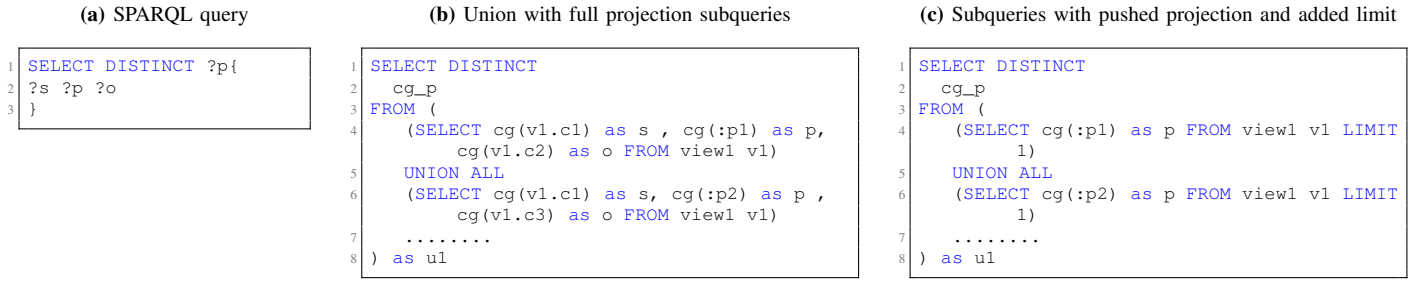 (a) SPARQL query
1 SELECT DISTINCT ?p{
2 ?s ?p ?o
3 }
(b) Union with full projection subqueries
1 SELECT DISTINCT
2 cg_p
3 FROM (
4 (SELECT cg(v1.c1) as s , cg(:p1) as p,
cg(v1.c2) as o FROM view1 v1)
5 UNION ALL
6 (SELECT cg(v1.c1) as s, cg(:p2) as p ,
cg(v1.c3) as o FROM view1 v1)
7 ........
8 ) as u1
(c) Subqueries with pushed projection and added limit
1 SELECT DISTINCT
2 cg_p
3 FROM (
4 (SELECT cg(:p1) as p FROM view1 v1 LIMIT
1)
5 UNION ALL
6 (SELECT cg(:p2) as p FROM view1 v1 LIMIT
1)
7 ........
8 ) as u1